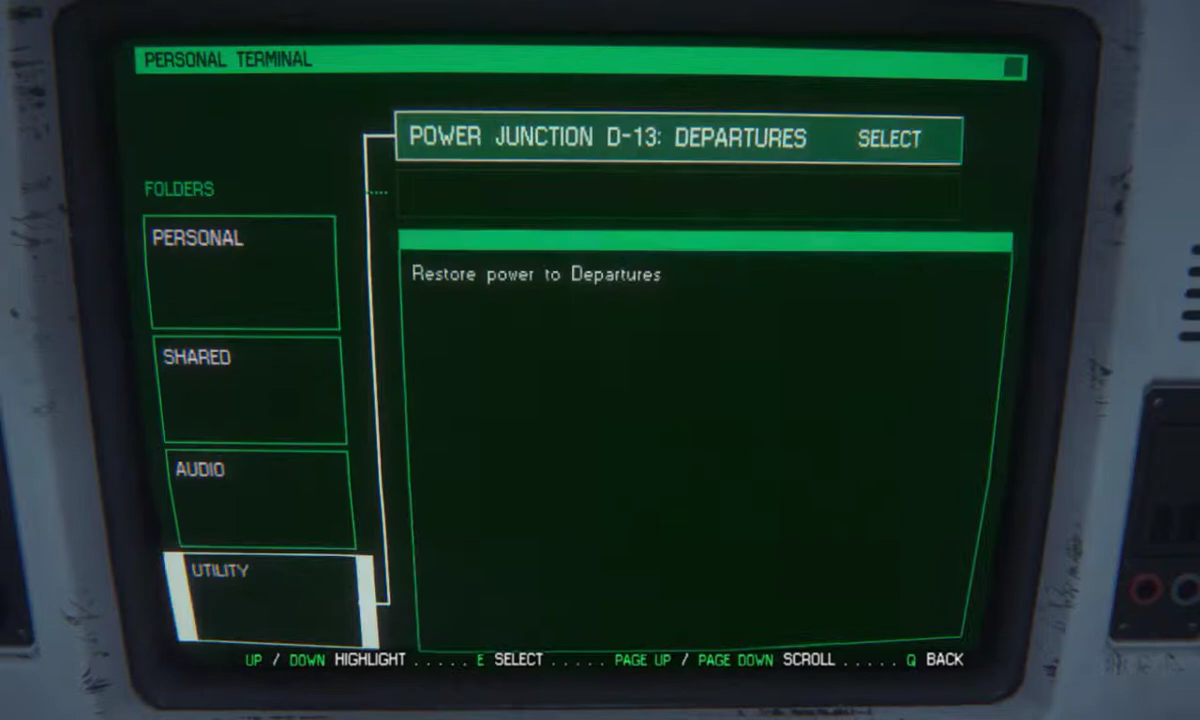 PERSONAL TERMINAL
POWER JUNCTION D-13: DEPARTURES SELECT
FOLDERS
PERSONAL
SHARED
AUDIO
UTILITY
Restore power to Departures
UP / DOWN HIGHLIGHT ..... E SELECT ..... PAGE UP / PAGE DOWN SCROLL ..... Q BACK